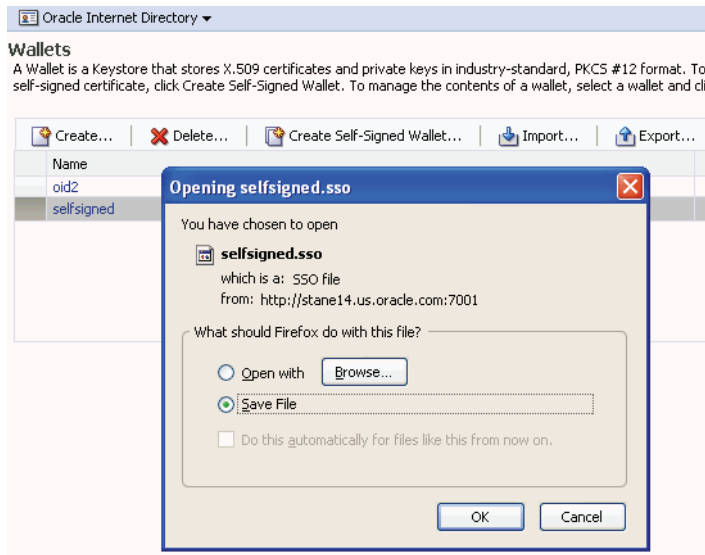 Oracle Internet Directory
Wallets
A Wallet is a Keystore that stores X.509 certificates and private keys in industry-standard, PKCS #12 format. To
self-signed certificate, click Create Self-Signed Wallet. To manage the contents of a wallet, select a wallet and cli
Create... Delete... Create Self-Signed Wallet... Import... Export...
Name
oid2
selfsigned
Opening selfsigned.sso
You have chosen to open
selfsigned.sso
which is a: SSO file
from: http://stane14.us.oracle.com:7001
What should Firefox do with this file?
Open with Browse...
Save File
Do this automatically for files like this from now on.
OK Cancel